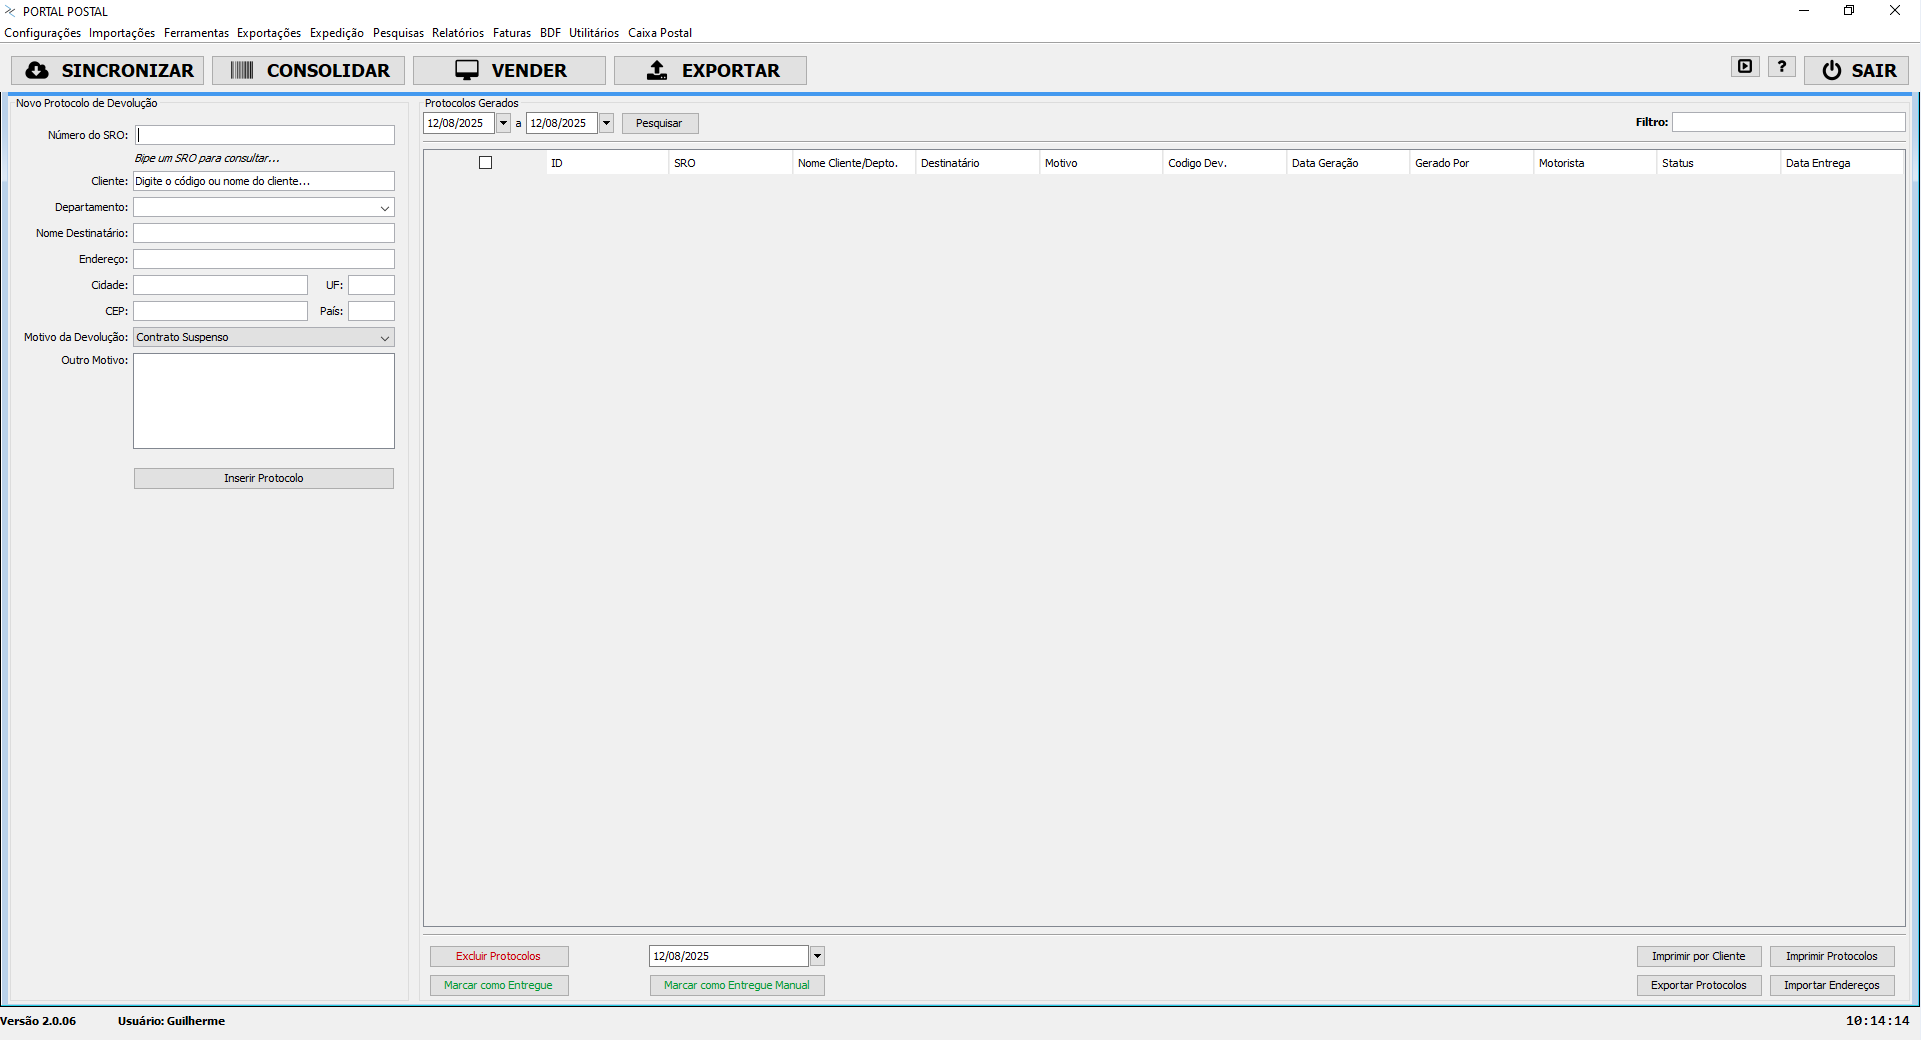 PORTAL POSTAL
Configurações Importações Ferramentas Exportações Expedição Pesquisas Relatórios Faturas BDF Utilitários Caixa Postal
SINCRONIZAR CONSOLIDAR VENDER EXPORTAR ? SAIR
Novo Protocolo de Devolução
Número do SRO:
Bipe um SRO para consultar...
Cliente: Digite o código ou nome do cliente...
Departamento:
Nome Destinatário:
Endereço:
Cidade: UF:
CEP: País:
Motivo da Devolução: Contrato Suspenso
Outro Motivo:
Inserir Protocolo
Protocolos Gerados
12/08/2025 a 12/08/2025 Pesquisar Filtro:
ID SRO Nome Cliente/Depto. Destinatário Motivo Codigo Dev. Data Geração Gerado Por Motorista Status Data Entrega
Excluir Protocolos 12/08/2025 Imprimir por Cliente Imprimir Protocolos
Marcar como Entregue Marcar como Entregue Manual Exportar Protocolos Importar Endereços
Versão 2.0.06 Usuário: Guilherme 10:14:14